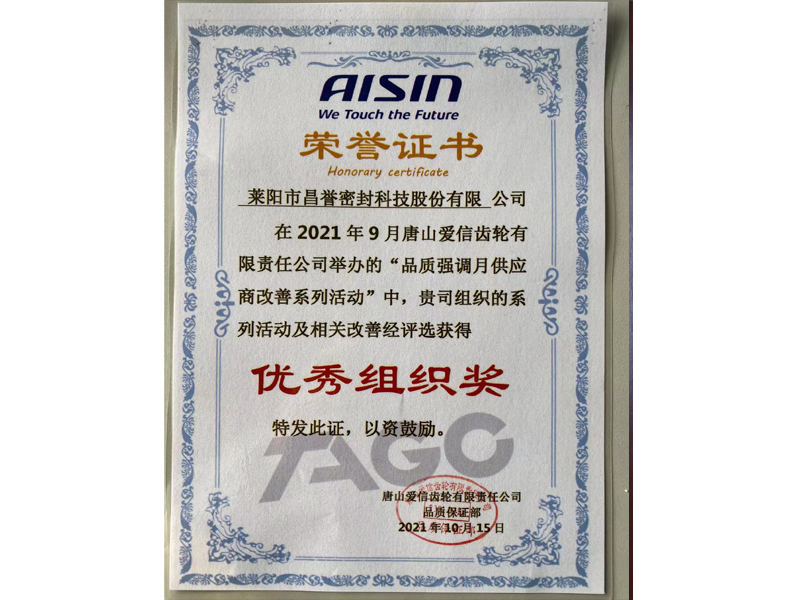 AISIN
We Touch the Future
荣誉证书
Honorary certificate
莱阳市昌誉密封科技股份有限 公司
在 2021 年 9 月唐山爱信齿轮有
限责任公司举办的“品质强调月供应
商改善系列活动”中，贵司组织的系
列活动及相关改善经评选获得
优秀组织奖
特发此证，以资鼓励。
TAGC
唐山爱信齿轮有限责任公司
品质保证部
2021 年 10 月 15 日